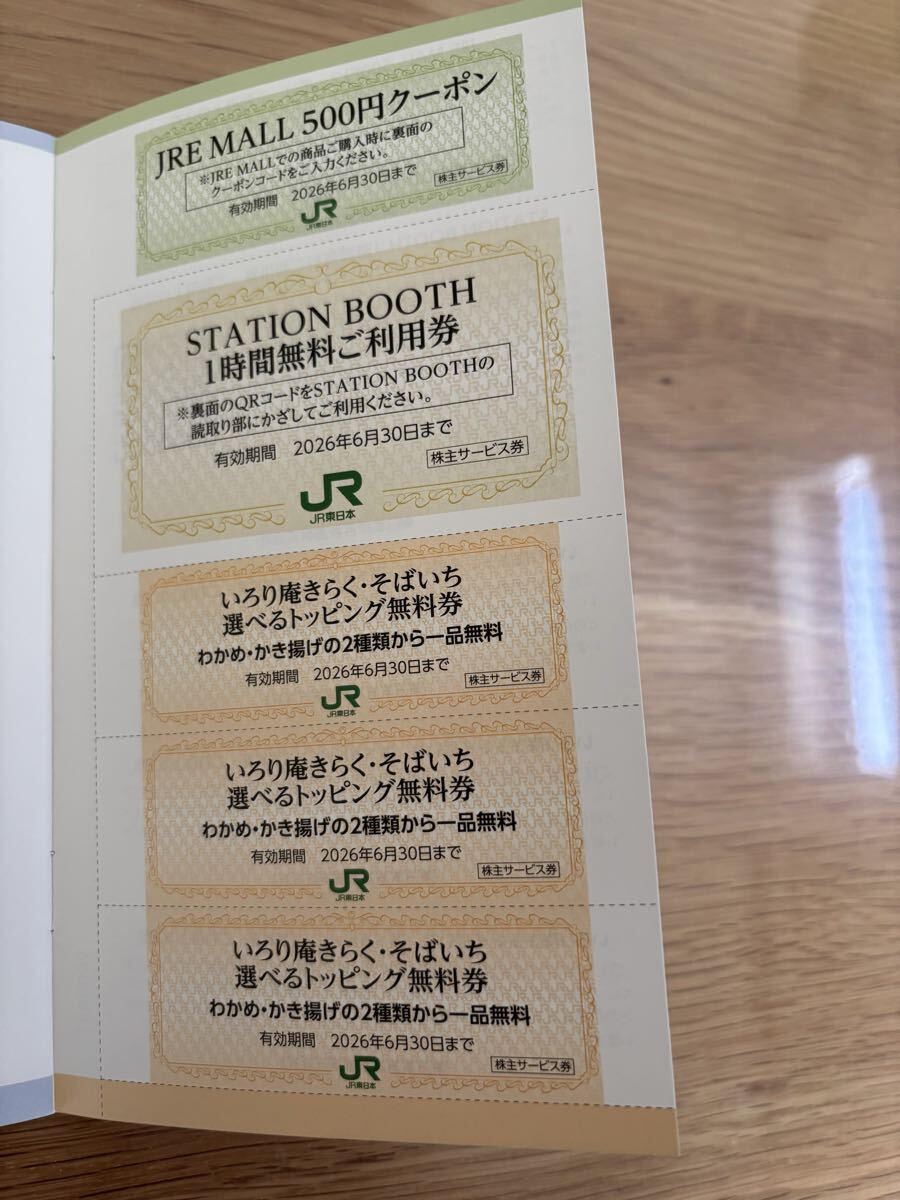 JRE MALL 500円クーポン
※JRE MALLでの商品ご購入時に裏面の
クーポンコードをご入力ください。
有効期間 2026年6月30日まで
株主サービス券
JR
JR東日本
STATION BOOTH
1時間無料ご利用券
※裏面のQRコードをSTATION BOOTHの
読取り部にかざしてご利用ください。
有効期間 2026年6月30日まで
株主サービス券
JR
JR東日本
いろり庵きらく・そばいち
選べるトッピング無料券
わかめ・かき揚げの2種類から一品無料
有効期間 2026年6月30日まで
株主サービス券
JR
JR東日本
いろり庵きらく・そばいち
選べるトッピング無料券
わかめ・かき揚げの2種類から一品無料
有効期間 2026年6月30日まで
株主サービス券
JR
JR東日本
いろり庵きらく・そばいち
選べるトッピング無料券
わかめ・かき揚げの2種類から一品無料
有効期間 2026年6月30日まで
株主サービス券
JR
JR東日本